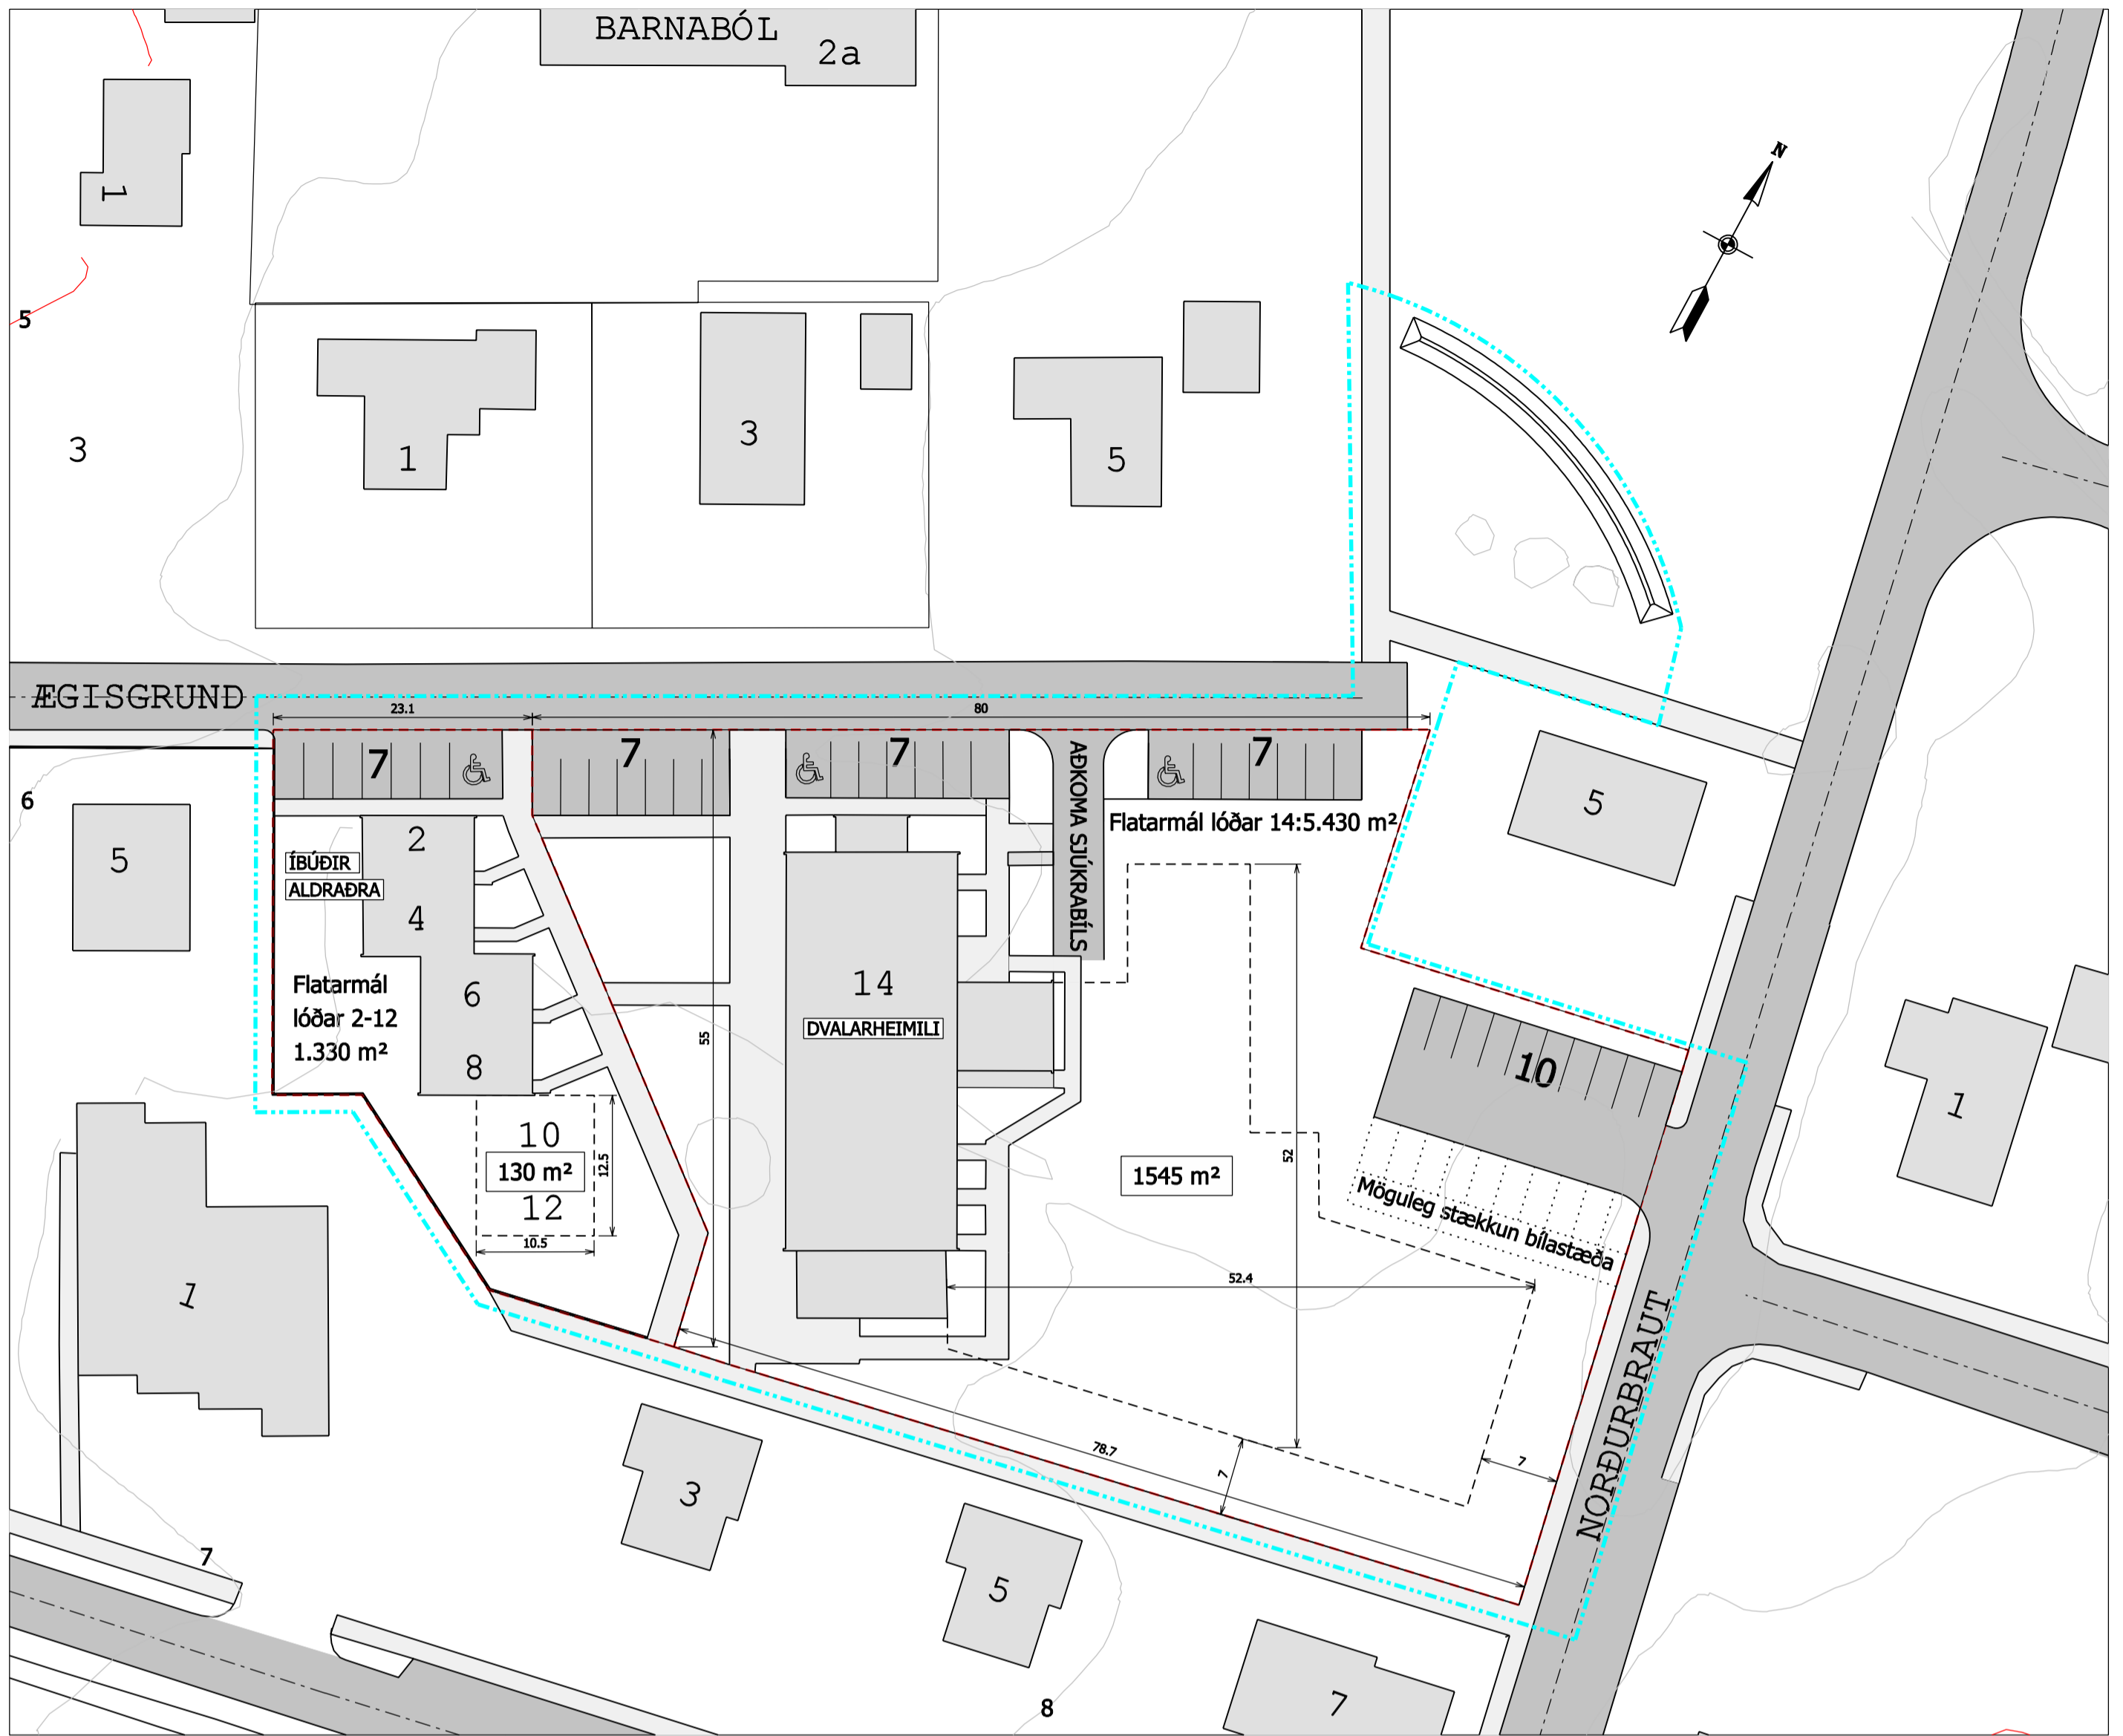 BARNABÓL
2a
1
N
5
3
1
3
5
ÆGISGRUND
23.1
80
7
7
7
7
AÐKOMA SJÚKRABÍLS
Flatarmál lóðar 14:5.430 m²
5
6
5
ÍBÚÐIR
ALDRAÐRA
2
4
6
8
Flatarmál
lóðar 2-12
1.330 m²
14
DVALARHEIMILI
55
10
1
10
130 m²
12
12.5
10.5
1545 m²
52
Möguleg stækkun bílastæða
52.4
1
NORÐURBRAUT
78.7
7
7
3
5
7
7
8